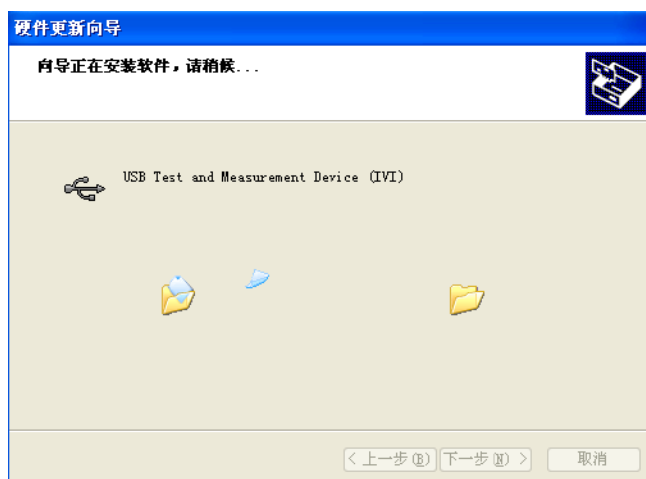 硬件更新向导
向导正在安装软件，请稍候...
USB Test and Measurement Device (IVI)
< 上一步(B) 下一步(N) > 取消